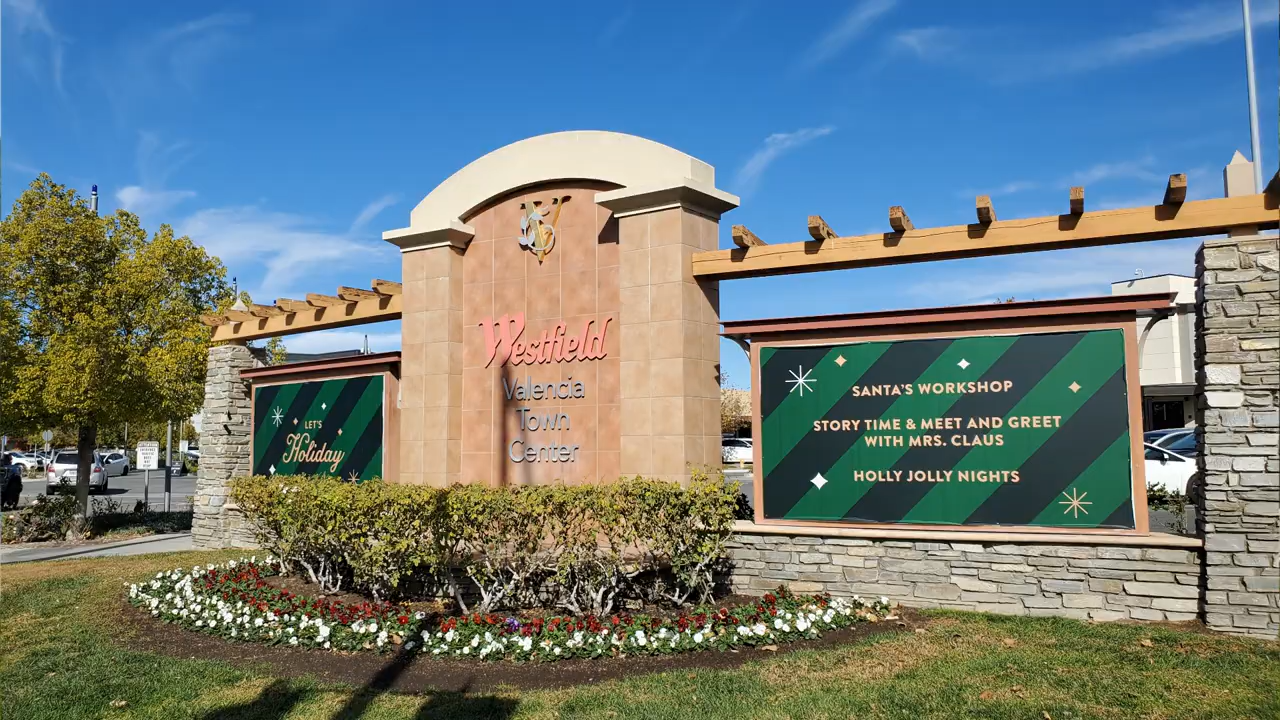 LET'S
Holiday
Westfield
Valencia
Town
Center
SANTA'S WORKSHOP
STORY TIME & MEET AND GREET
WITH MRS. CLAUS
HOLLY JOLLY NIGHTS